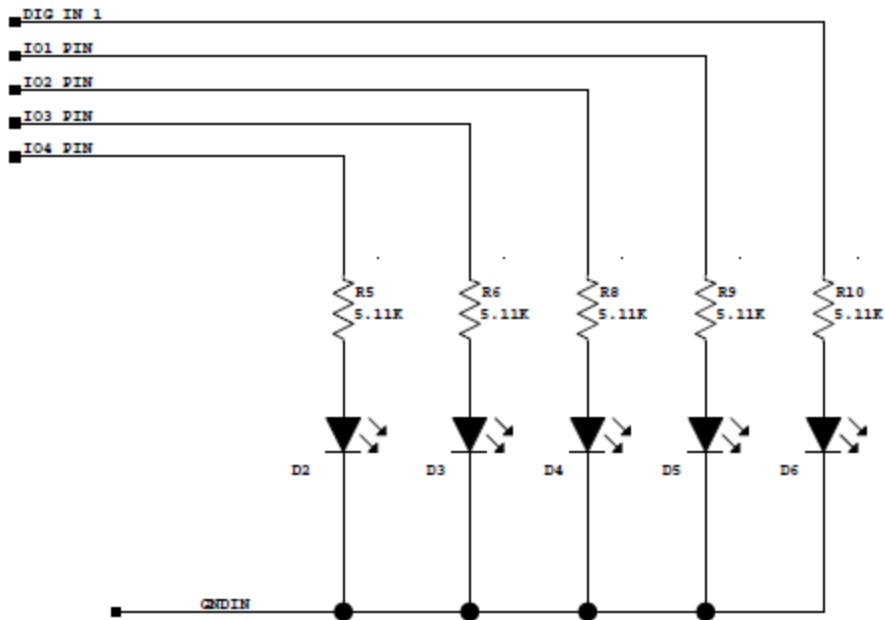 DIG IN 1
IO1 PIN
IO2 PIN
IO3 PIN
IO4 PIN
R5 R6 R8 R9 R10
5.11K 5.11K 5.11K 5.11K 5.11K
D2 D3 D4 D5 D6
GNDIN